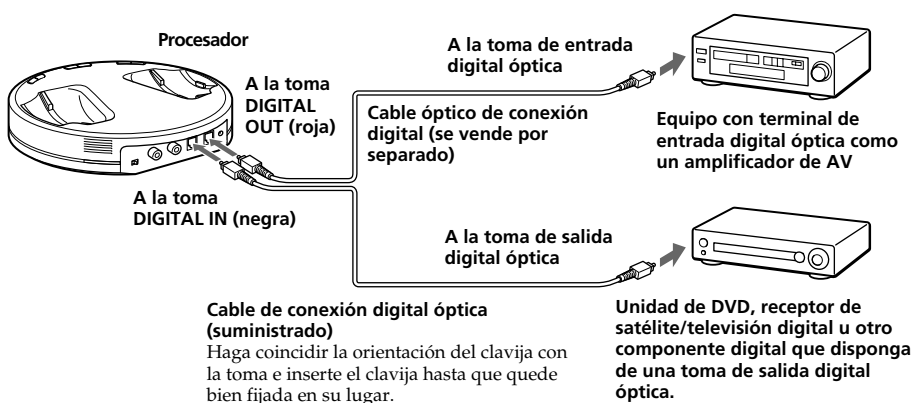 Procesador
A la toma
DIGITAL
OUT (roja)
A la toma
DIGITAL IN (negra)
A la toma de entrada
digital óptica
Cable óptico de conexión
digital (se vende por
separado)
Equipo con terminal de
entrada digital óptica como
un amplificador de AV
A la toma de salida
digital óptica
Cable de conexión digital óptica
(suministrado)
Haga coincidir la orientación del clavija con
la toma e inserte el clavija hasta que quede
bien fijada en su lugar.
Unidad de DVD, receptor de
satélite/televisión digital u otro
componente digital que disponga
de una toma de salida digital
óptica.